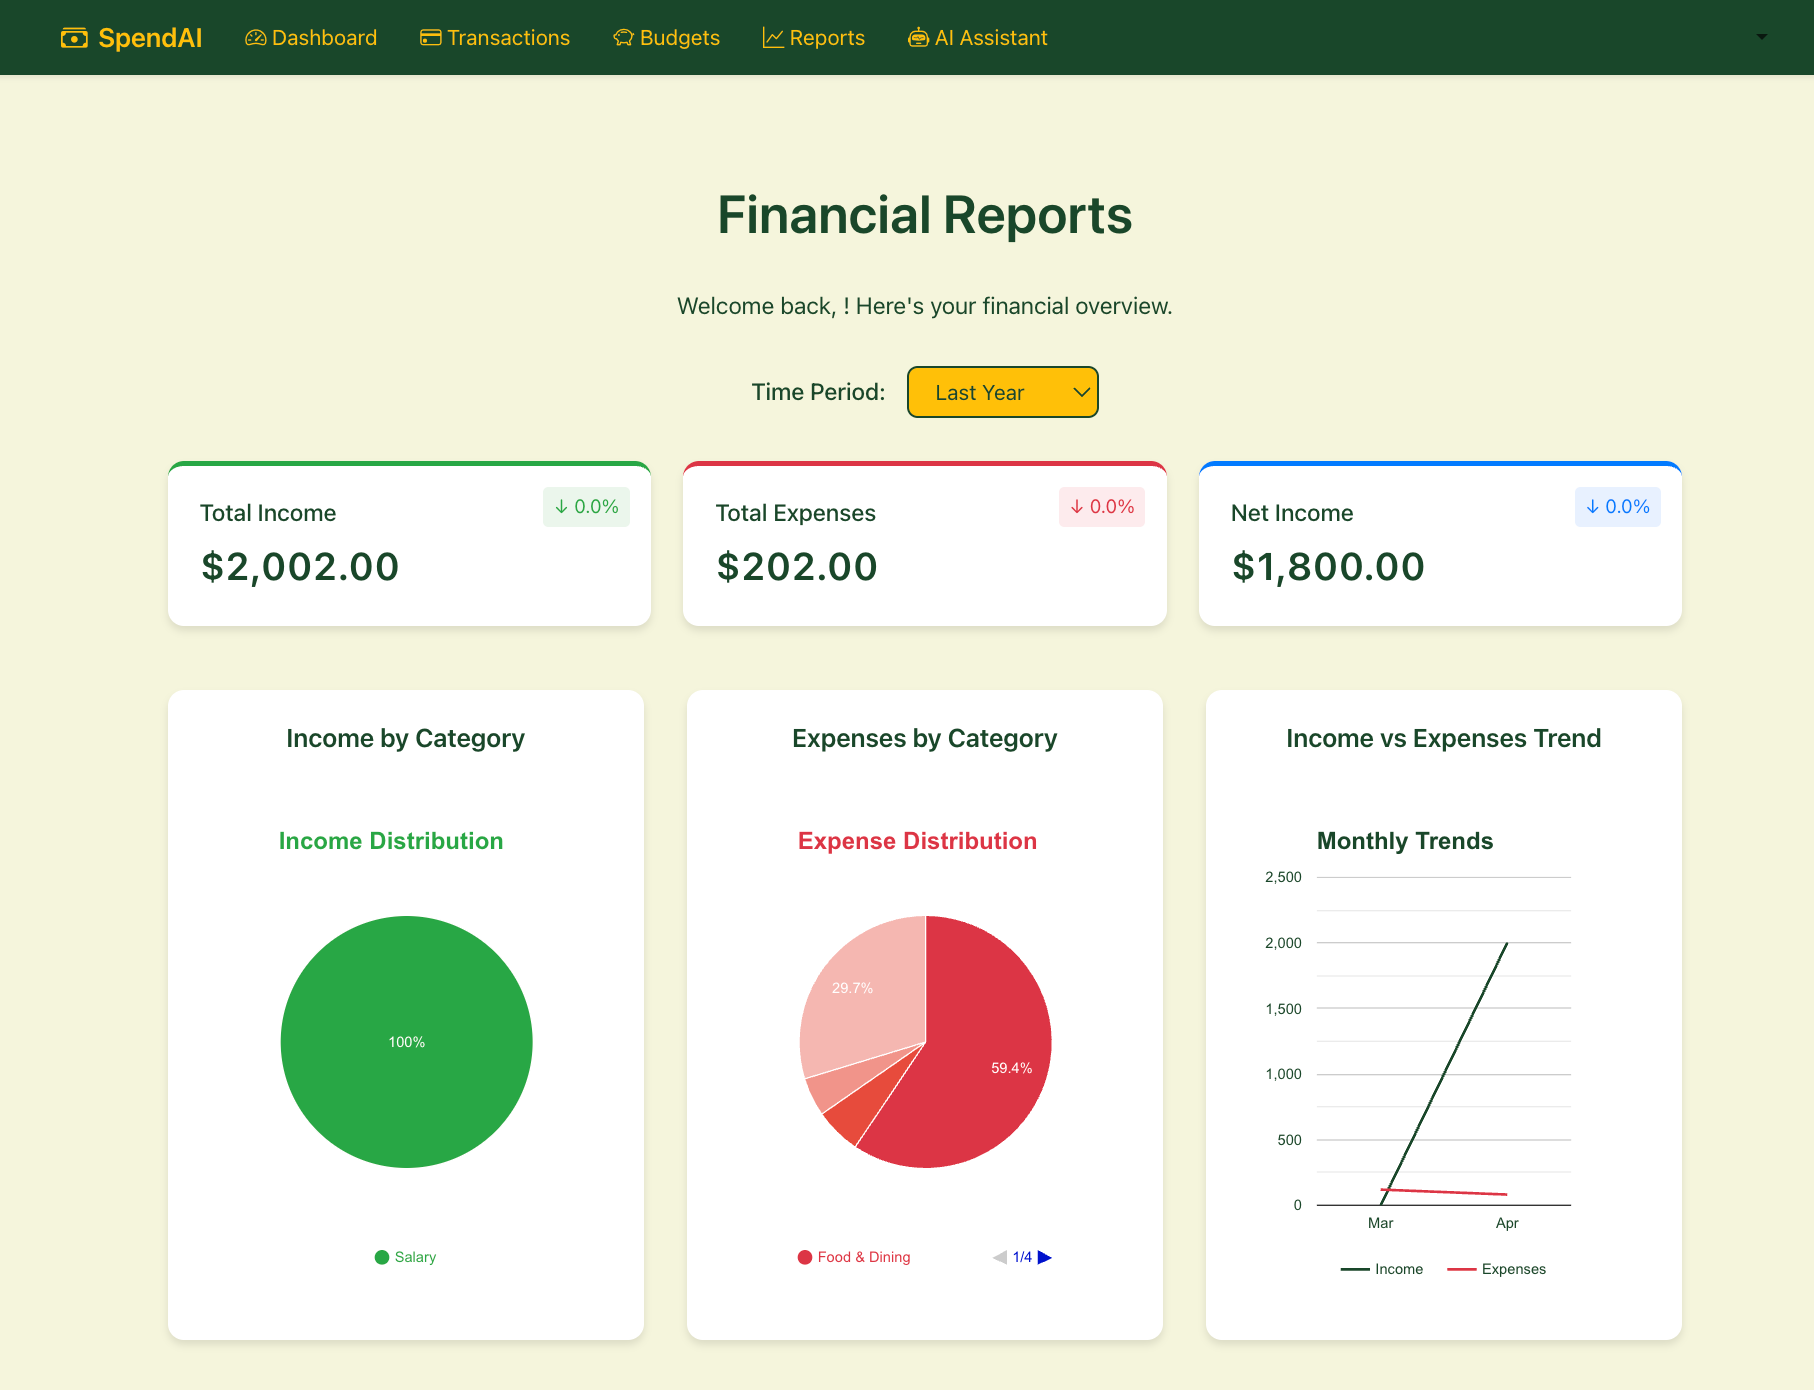 SpendAI Dashboard Transactions Budgets Reports AI Assistant
Financial Reports
Welcome back, ! Here's your financial overview.
Time Period: Last Year
Total Income
↓ 0.0%
$2,002.00
Total Expenses
↓ 0.0%
$202.00
Net Income
↓ 0.0%
$1,800.00
Income by Category
Income Distribution
100%
Salary
Expenses by Category
Expense Distribution
29.7%
59.4%
Food & Dining
1/4
Income vs Expenses Trend
Monthly Trends
2,500
2,000
1,500
1,000
500
0
Mar Apr
Income Expenses